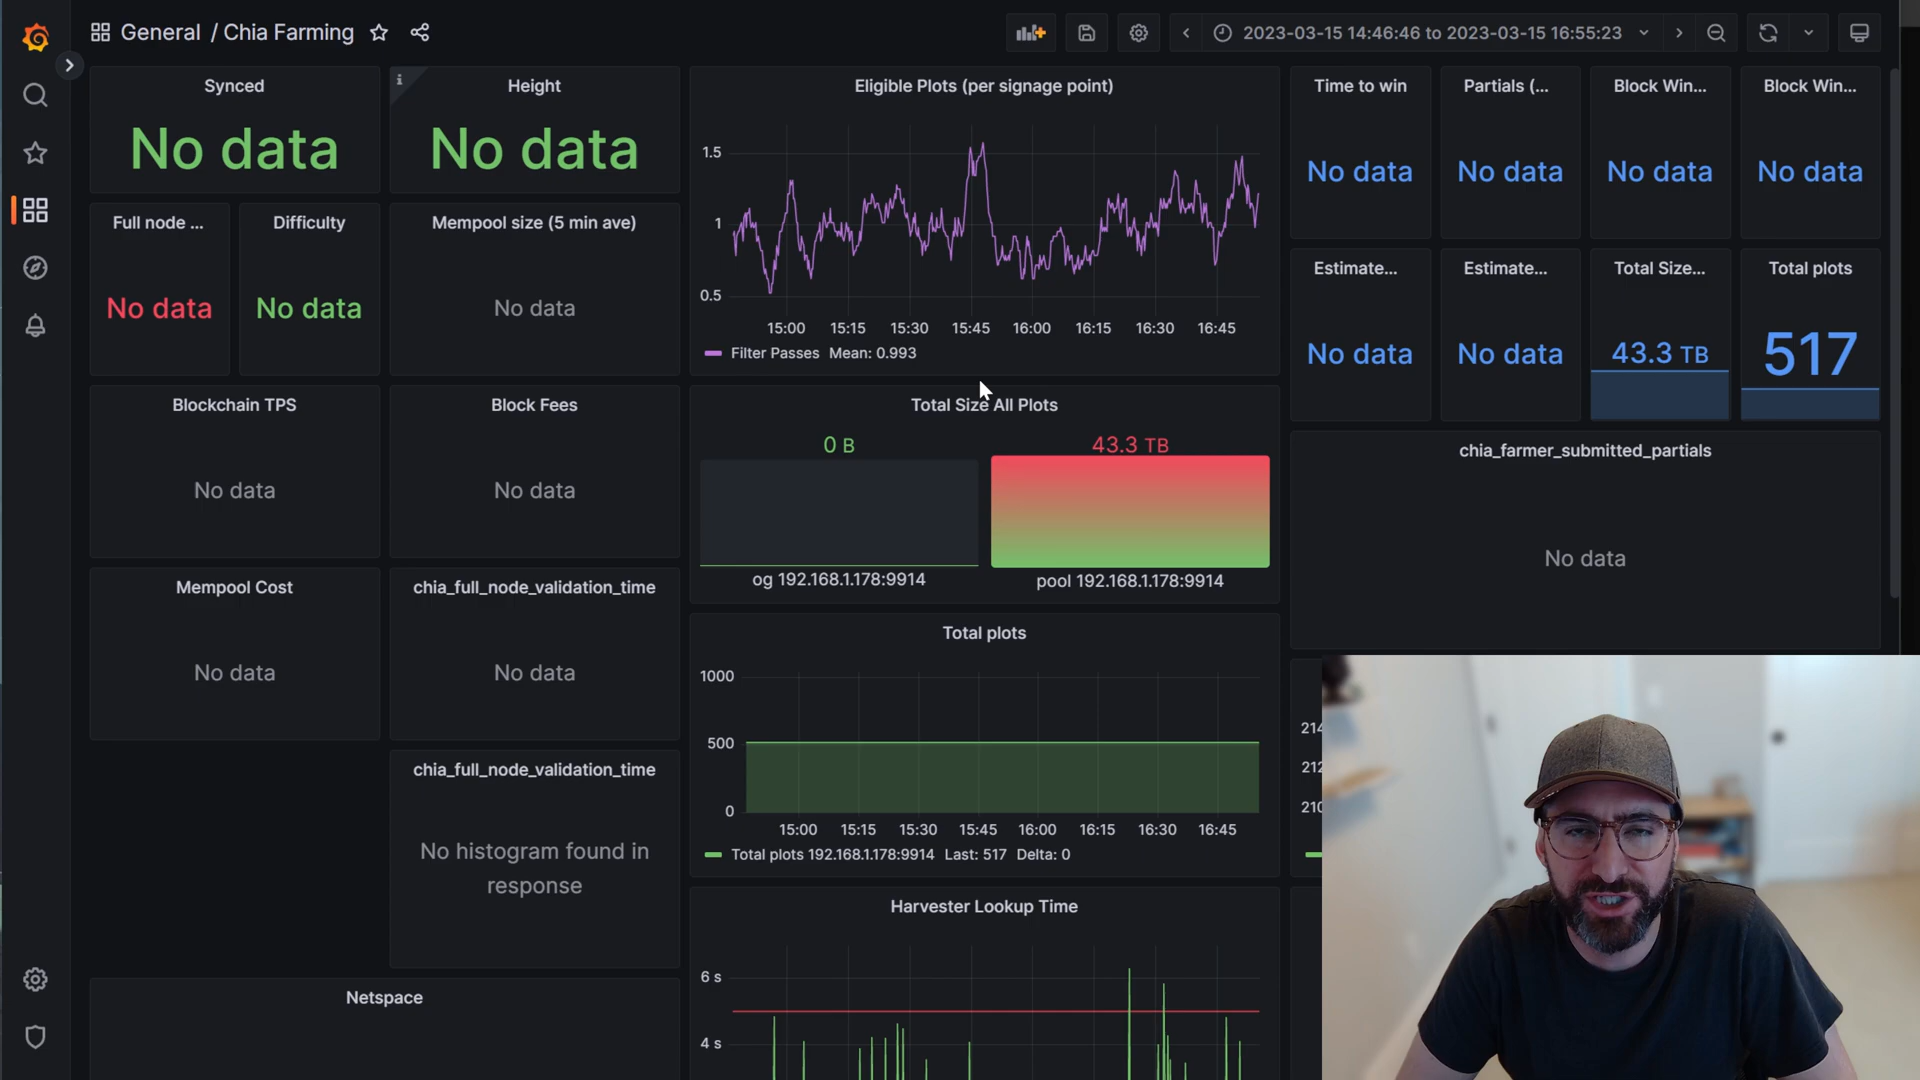 General / Chia Farming
2023-03-15 14:46:46 to 2023-03-15 16:55:23
Synced
No data
Height
No data
Full node ...
No data
Difficulty
No data
Mempool size (5 min ave)
No data
Blockchain TPS
No data
Block Fees
No data
Mempool Cost
No data
chia_full_node_validation_time
No data
chia_full_node_validation_time
No histogram found in
response
Netspace
Eligible Plots (per signage point)
1.5
1
0.5
15:00 15:15 15:30 15:45 16:00 16:15 16:30 16:45
Filter Passes Mean: 0.993
Total Size All Plots
0 B
43.3 TB
og 192.168.1.178:9914
pool 192.168.1.178:9914
Total plots
1000
500
0
15:00 15:15 15:30 15:45 16:00 16:15 16:30 16:45
Total plots 192.168.1.178:9914 Last: 517 Delta: 0
Harvester Lookup Time
6 s
4 s
Time to win
No data
Partials (...
No data
Block Win...
No data
Block Win...
No data
Estimate...
No data
Estimate...
No data
Total Size...
43.3 TB
Total plots
517
chia_farmer_submitted_partials
No data
214
212
210